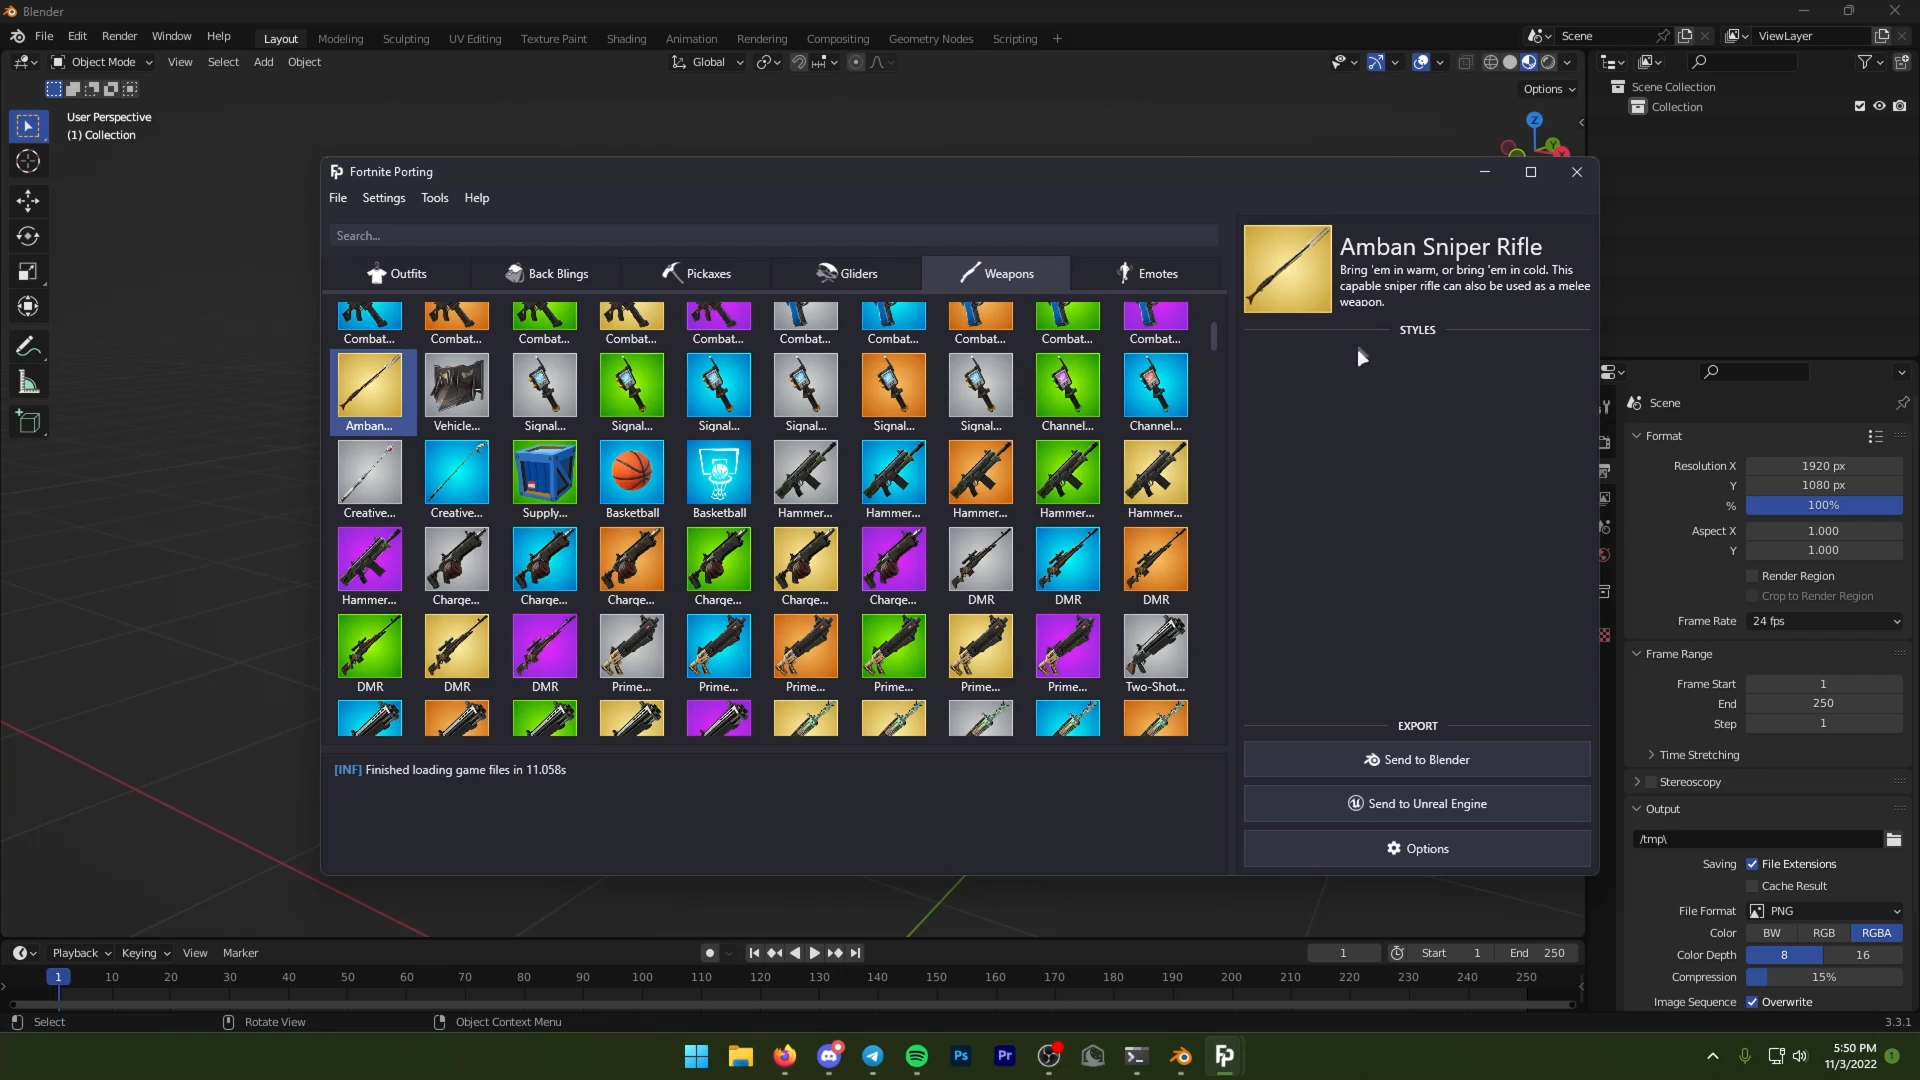 Blender
File Edit Render Window Help Layout Modeling Sculpting UV Editing Texture Paint Shading Animation Rendering Compositing Geometry Nodes Scripting + Scene ViewLayer
Object Mode View Select Add Object Global
Options
User Perspective
(1) Collection
Z
Scene Collection
Collection
Fortnite Porting
File Settings Tools Help
Search...
Outfits Back Blings Pickaxes Gliders Weapons Emotes
Combat... Combat... Combat... Combat... Combat... Combat... Combat... Combat... Combat... Combat...
Amban... Vehicle... Signal... Signal... Signal... Signal... Signal... Signal... Channel... Channel...
Creative... Creative... Supply... Basketball Basketball Hammer... Hammer... Hammer... Hammer... Hammer...
Hammer... Charge... Charge... Charge... Charge... Charge... Charge... DMR DMR DMR
DMR DMR DMR Prime... Prime... Prime... Prime... Prime... Prime... Two-Shot...
[INF] Finished loading game files in 11.058s
Amban Sniper Rifle
Bring 'em in warm, or bring 'em in cold. This
capable sniper rifle can also be used as a melee
weapon.
STYLES
EXPORT
Send to Blender
Send to Unreal Engine
Options
Scene
Format
Resolution X 1920 px
Y 1080 px
% 100%
Aspect X 1.000
Y 1.000
Render Region
Crop to Render Region
Frame Rate 24 fps
Frame Range
Frame Start 1
End 250
Step 1
Time Stretching
Stereoscopy
Output
/tmp\
Saving File Extensions
Cache Result
File Format PNG
Color BW RGB RGBA
Color Depth 8 16
Compression 15%
Image Sequence Overwrite
Playback Keying View Marker 1 Start 1 End 250
1 10 20 30 40 50 60 70 80 90 100 110 120 130 140 150 160 170 180 190 200 210 220 230 240 250
Select Rotate View Object Context Menu 3.3.1
Ps Pr
5:50 PM
11/3/2022
1